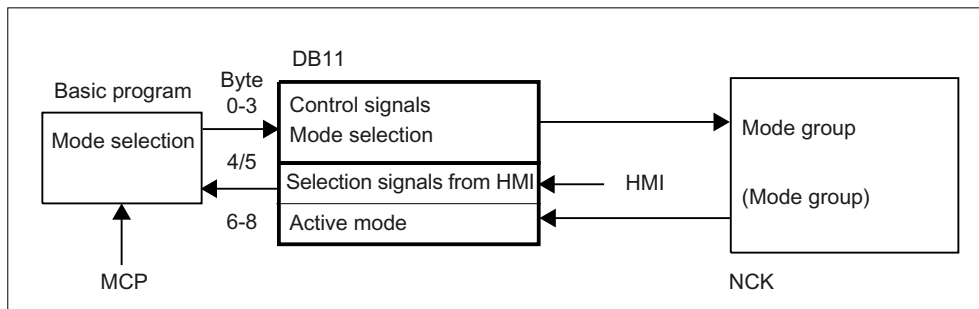 DB11
Byte
Basic program
0-3
Control signals
Mode selection
Mode selection
Mode group
4/5
Selection signals from HMI
HMI
(Mode group)
6-8
Active mode
MCP
NCK